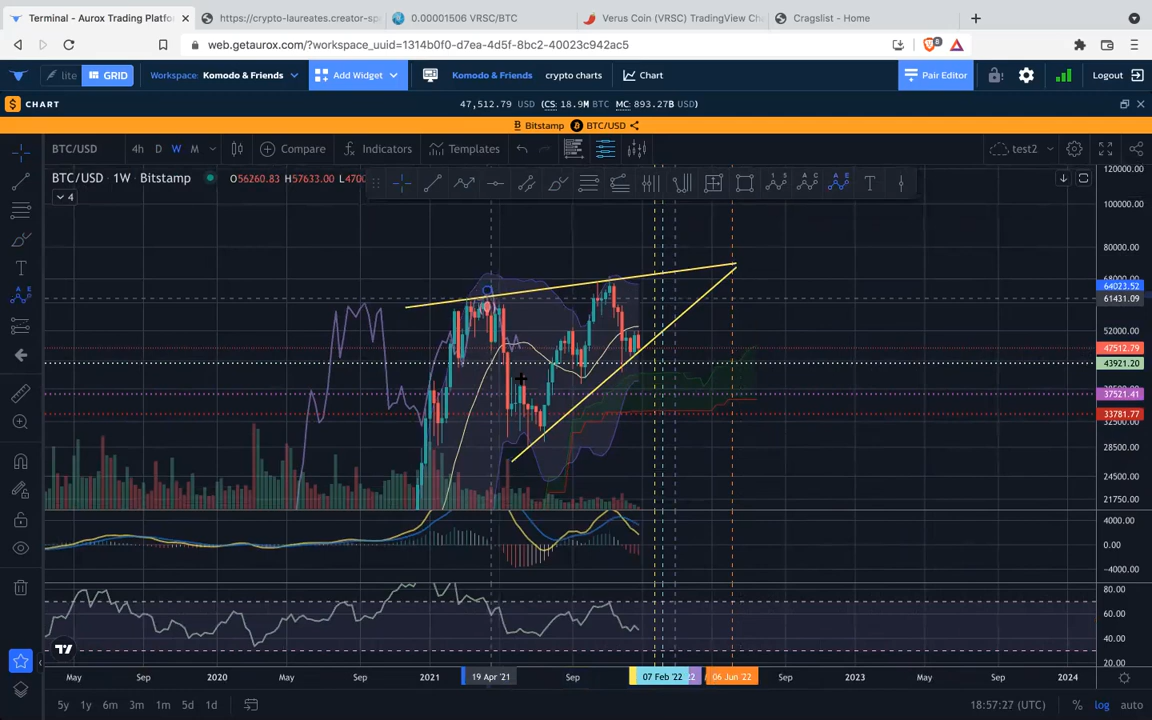 Terminal - Aurox Trading Platfo
https://crypto-laureates.creator-sp
0.00001506 VRSC/BTC
Verus Coin (VRSC) TradingView Ch
Cragslist - Home
web.getaurox.com/?workspace_uuid=1314b0f0-d7ea-4d5f-8bc2-40023c942ac5
8
lite
GRID
Workspace: Komodo & Friends
Add Widget
Komodo & Friends
crypto charts
Chart
Pair Editor
Logout
CHART
47,512.79 USD (CS: 18.9M BTC MC: 893.27B USD)
Bitstamp BTC/USD
BTC/USD
4h D W M
Compare
Indicators
Templates
test2
BTC/USD · 1W · Bitstamp
O56260.83 H57633.00 L4700
4
120000.00
100000.00
80000.00
68000.00
64023.52
61431.09
52000.00
47512.79
43921.20
37521.41
33781.77
32500.00
28500.00
24500.00
21750.00
4000.00
0.00
−4000.00
80.00
60.00
40.00
20.00
May
Sep
2020
May
Sep
2021
19 Apr '21
Sep
07 Feb '22
06 Jun '22
Sep
2023
May
Sep
2024
5y 1y 6m 3m 1m 5d 1d
18:57:27 (UTC)
% log auto